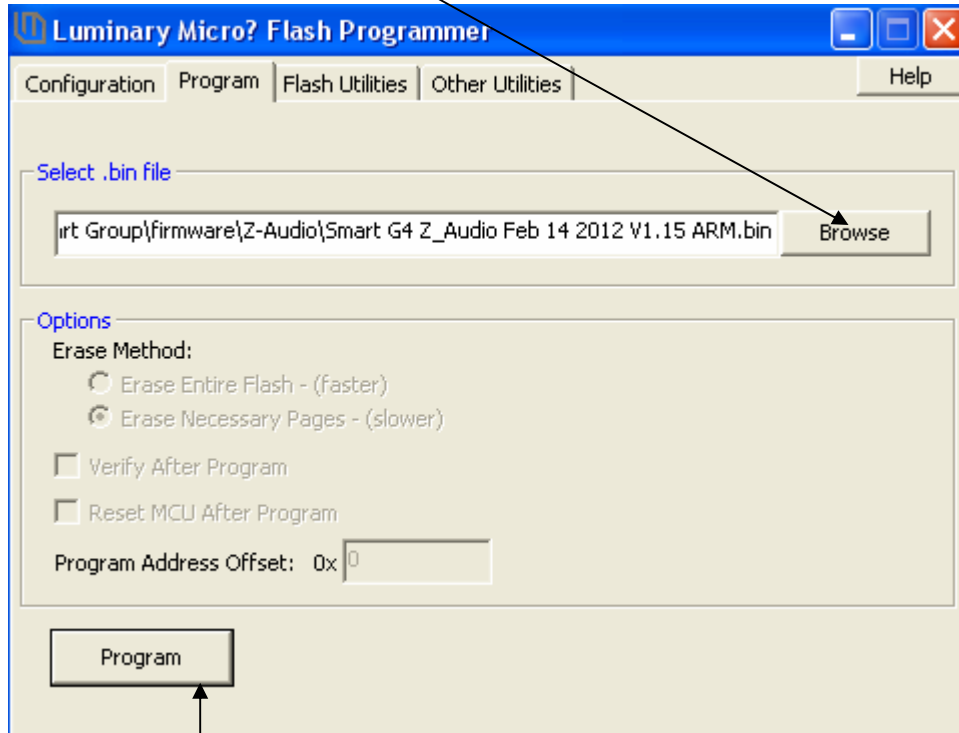 Luminary Micro? Flash Programmer
Configuration Program Flash Utilities Other Utilities Help
Select .bin file
Group\firmware\Z-Audio\Smart G4 Z_Audio Feb 14 2012 V1.15 ARM.bin Browse
Options
Erase Method:
Erase Entire Flash - (faster)
Erase Necessary Pages - (slower)
Verify After Program
Reset MCU After Program
Program Address Offset: 0x 0
Program